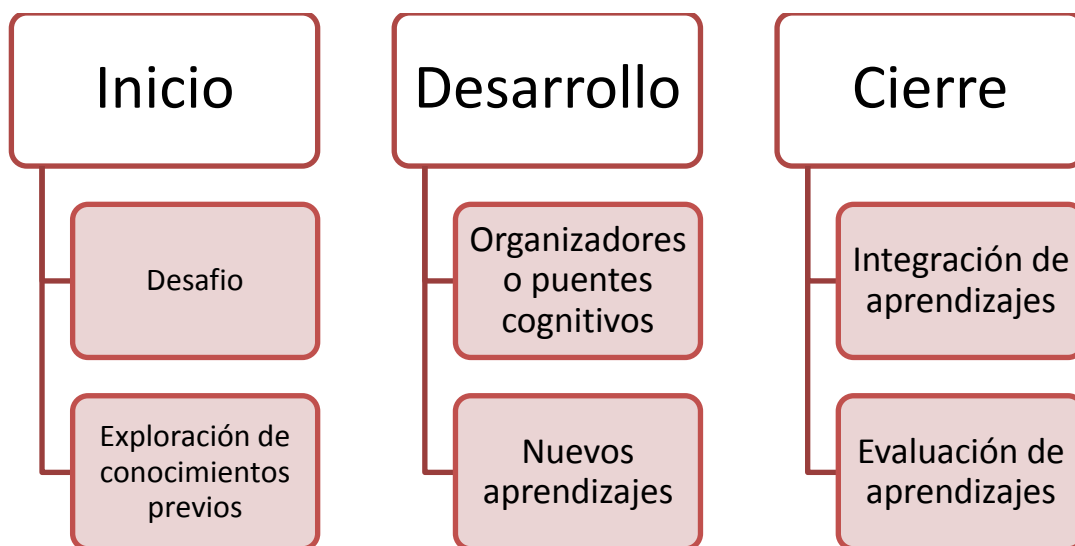 Inicio
Desafio
Exploración de
conocimientos
previos
Desarrollo
Organizadores
o puentes
cognitivos
Nuevos
aprendizajes
Cierre
Integración de
aprendizajes
Evaluación de
aprendizajes